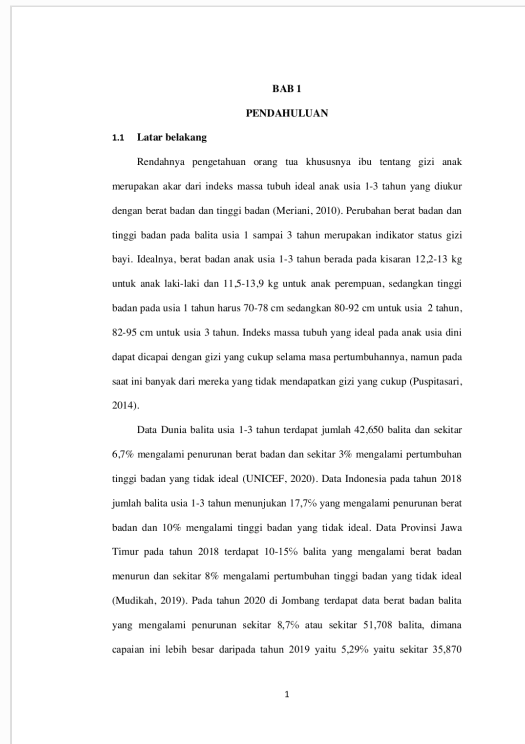 BAB 1
PENDAHULUAN
1.1 Latar belakang
Rendahnya pengetahuan orang tua khususnya ibu tentang gizi anak
merupakan akar dari indeks massa tubuh ideal anak usia 1-3 tahun yang diukur
dengan berat badan dan tinggi badan (Meriani, 2010). Perubahan berat badan dan
tinggi badan pada balita usia 1 sampai 3 tahun merupakan indikator status gizi
bayi. Idealnya, berat badan anak usia 1-3 tahun berada pada kisaran 12,2-13 kg
untuk anak laki-laki dan 11,5-13,9 kg untuk anak perempuan, sedangkan tinggi
badan pada usia 1 tahun harus 70-78 cm sedangkan 80-92 cm untuk usia 2 tahun,
82-95 cm untuk usia 3 tahun. Indeks massa tubuh yang ideal pada anak usia dini
dapat dicapai dengan gizi yang cukup selama masa pertumbuhannya, namun pada
saat ini banyak dari mereka yang tidak mendapatkan gizi yang cukup (Puspitasari,
2014).
Data Dunia balita usia 1-3 tahun terdapat jumlah 42,650 balita dan sekitar
6,7% mengalami penurunan berat badan dan sekitar 3% mengalami pertumbuhan
tinggi badan yang tidak ideal (UNICEF, 2020). Data Indonesia pada tahun 2018
jumlah balita usia 1-3 tahun menunjukan 17,7% yang mengalami penurunan berat
badan dan 10% mengalami tinggi badan yang tidak ideal. Data Provinsi Jawa
Timur pada tahun 2018 terdapat 10-15% balita yang mengalami berat badan
menurun dan sekitar 8% mengalami pertumbuhan tinggi badan yang tidak ideal
(Mudikah, 2019). Pada tahun 2020 di Jombang terdapat data berat badan balita
yang mengalami penurunan sekitar 8,7% atau sekitar 51,708 balita, dimana
capaian ini lebih besar daripada tahun 2019 yaitu 5,29% yaitu sekitar 35,870
1